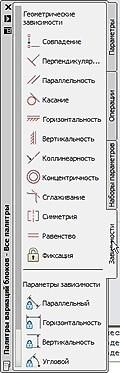 Геометрические
зависимости
Совпадение
Перпендикуляр...
Параллельность
Касание
Горизонтальность
Вертикальность
Коллинеарность
Концентричность
Сглаживание
Симметрия
Равенство
Фиксация
Параметры зависимости
Параллельный
Горизонтальность
Вертикальность
Угловой
Параметры
Операции
Наборы параметров
Зависимости
Палитры вариаций блоков - Все палитры